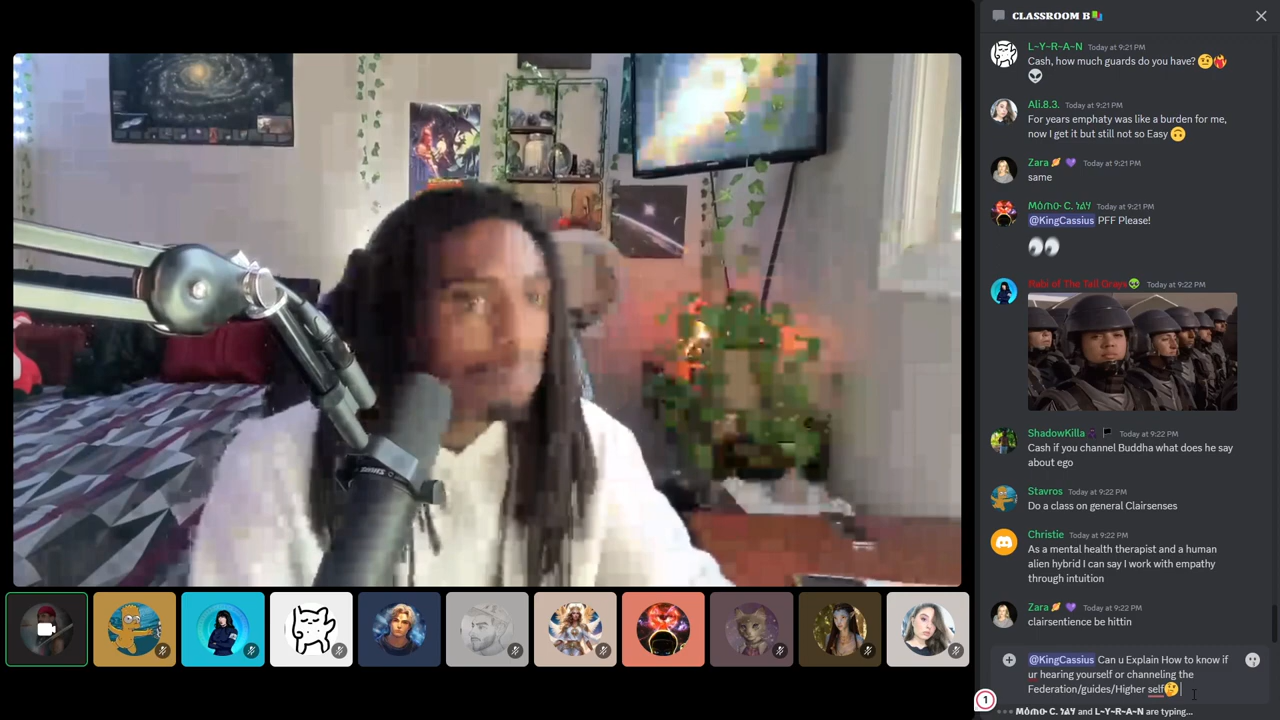 CLASSROOM B
L~Y~R~A~N Today at 9:21 PM
Cash, how much guards do you have? 🤨🎁
👽
Ali.8.3. Today at 9:21 PM
For years emphaty was like a burden for me,
now I get it but still not so Easy 🙃
Zara 🪐 💜 Today at 9:21 PM
same
Today at 9:21 PM
@KingCassius PFF Please!
👀
Mabi of The Tall Grays👽 Today at 9:22 PM
ShadowKilla 🏴 Today at 9:22 PM
Cash if you channel Buddha what does he say
about ego
Stavros Today at 9:22 PM
Do a class on general Clairsenses
Christie Today at 9:22 PM
As a mental health therapist and a human
alien hybrid I can say I work with empathy
through intuition
Zara 🪐 💜 Today at 9:22 PM
clairsentience be hittin
@KingCassius Can u Explain How to know if
ur hearing yourself or channeling the
Federation/guides/Higher self🤔
1
and L~Y~R~A~N are typing...